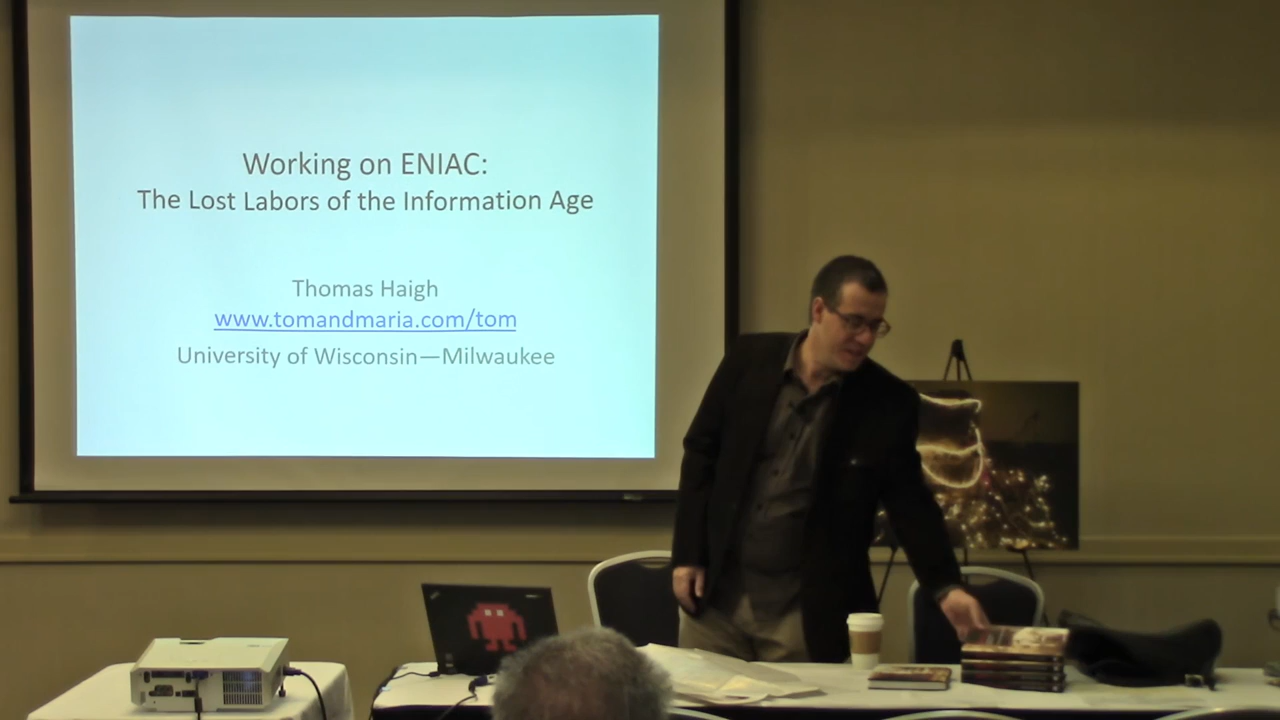 Working on ENIAC:
The Lost Labors of the Information Age
Thomas Haigh
www.tomandmaria.com/tom
University of Wisconsin—Milwaukee